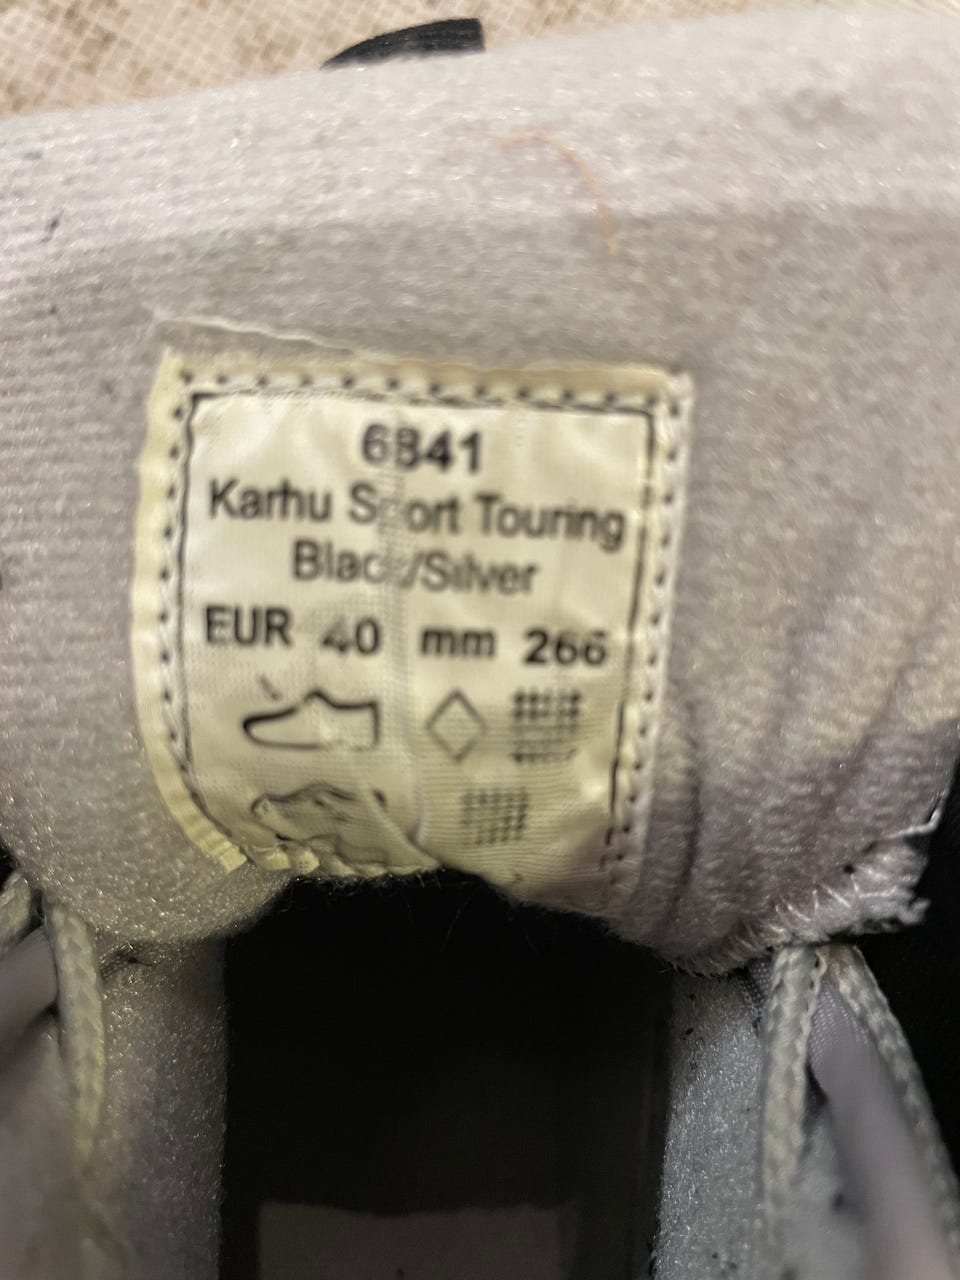 6841
Karhu Sport Touring
Black/Silver
EUR 40 mm 266